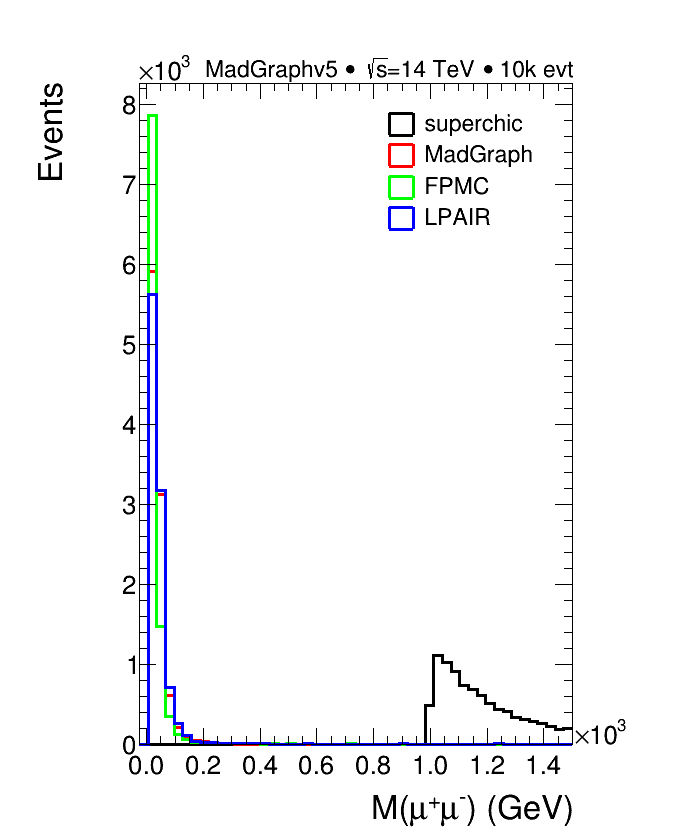 ×10³ MadGraphv5 • √s=14 TeV • 10k evt
Events
8
7
6
5
4
3
2
1
0
superchic
MadGraph
FPMC
LPAIR
0.0 0.2 0.4 0.6 0.8 1.0 1.2 1.4 ×10³
M(μ⁺μ⁻) (GeV)